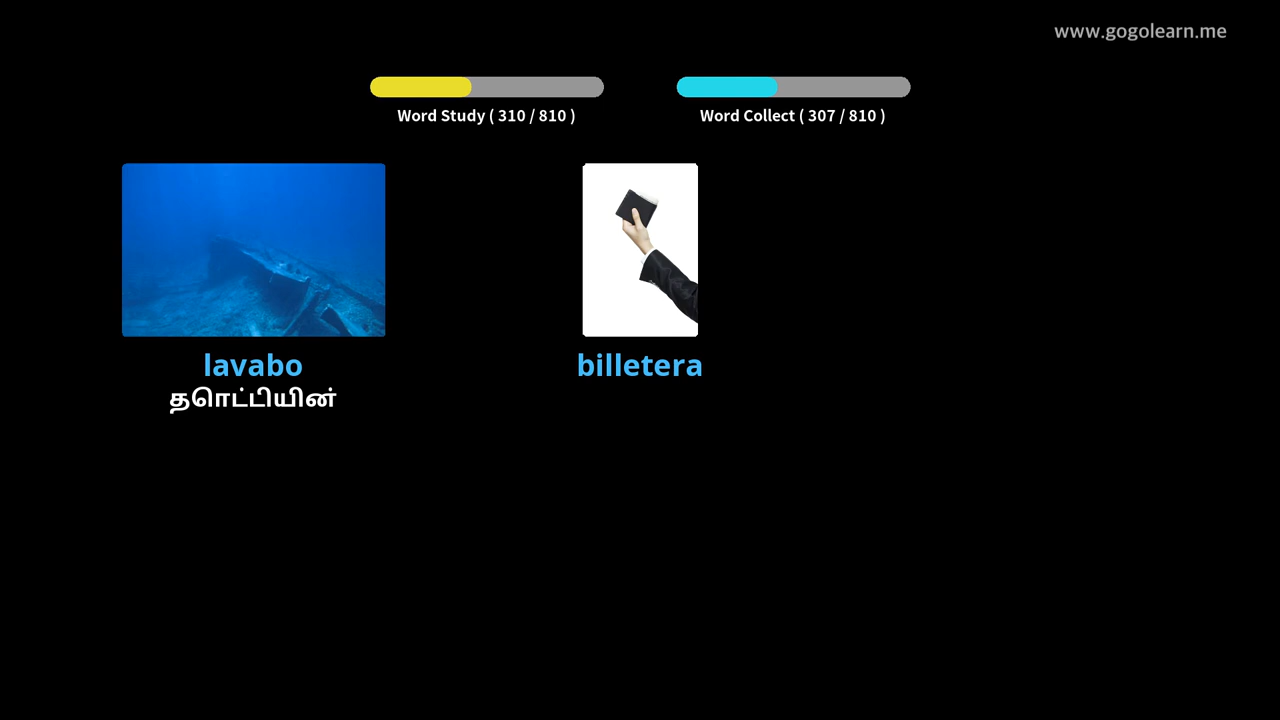 www.gogolearn.me
Word Study ( 310 / 810 )
Word Collect ( 307 / 810 )
lavabo
தொட்டியின்
billetera